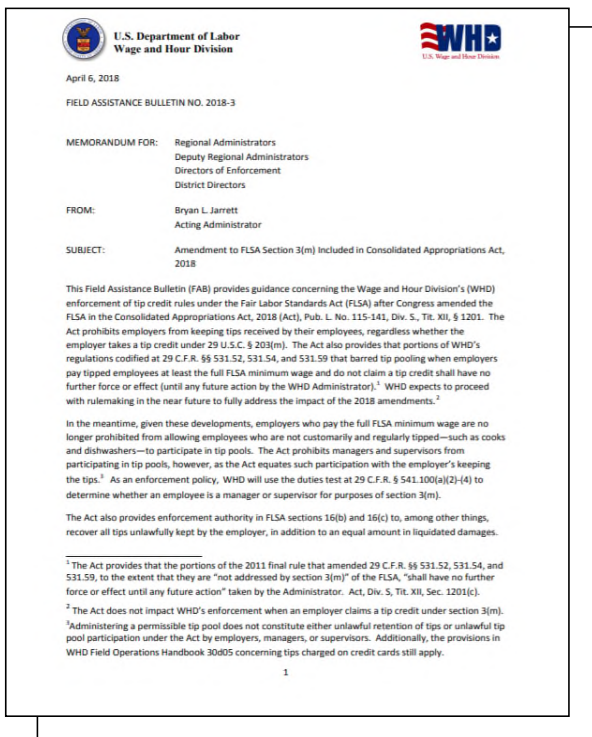 U.S. Department of Labor
Wage and Hour Division
WHD
U.S. Wage and Hour Division
April 6, 2018
FIELD ASSISTANCE BULLETIN NO. 2018-3
MEMORANDUM FOR: Regional Administrators
Deputy Regional Administrators
Directors of Enforcement
District Directors
FROM: Bryan L. Jarrett
Acting Administrator
SUBJECT: Amendment to FLSA Section 3(m) Included in Consolidated Appropriations Act,
2018
This Field Assistance Bulletin (FAB) provides guidance concerning the Wage and Hour Division's (WHD)
enforcement of tip credit rules under the Fair Labor Standards Act (FLSA) after Congress amended the
FLSA in the Consolidated Appropriations Act, 2018 (Act), Pub. L. No. 115-141, Div. S., Tit. XII, § 1201. The
Act prohibits employers from keeping tips received by their employees, regardless whether the
employer takes a tip credit under 29 U.S.C. § 203(m). The Act also provides that portions of WHD's
regulations codified at 29 C.F.R. §§ 531.52, 531.54, and 531.59 that barred tip pooling when employers
pay tipped employees at least the full FLSA minimum wage and do not claim a tip credit shall have no
further force or effect (until any future action by the WHD Administrator).¹ WHD expects to proceed
with rulemaking in the near future to fully address the impact of the 2018 amendments.²
In the meantime, given these developments, employers who pay the full FLSA minimum wage are no
longer prohibited from allowing employees who are not customarily and regularly tipped—such as cooks
and dishwashers—to participate in tip pools. The Act prohibits managers and supervisors from
participating in tip pools, however, as the Act equates such participation with the employer's keeping
the tips.³ As an enforcement policy, WHD will use the duties test at 29 C.F.R. § 541.100(a)(2)-(4) to
determine whether an employee is a manager or supervisor for purposes of section 3(m).
The Act also provides enforcement authority in FLSA sections 16(b) and 16(c) to, among other things,
recover all tips unlawfully kept by the employer, in addition to an equal amount in liquidated damages.
¹ The Act provides that the portions of the 2011 final rule that amended 29 C.F.R. §§ 531.52, 531.54, and
531.59, to the extent that they are "not addressed by section 3(m)" of the FLSA, "shall have no further
force or effect until any future action" taken by the Administrator. Act, Div. S, Tit. XII, Sec. 1201(c).
² The Act does not impact WHD's enforcement when an employer claims a tip credit under section 3(m).
³Administering a permissible tip pool does not constitute either unlawful retention of tips or unlawful tip
pool participation under the Act by employers, managers, or supervisors. Additionally, the provisions in
WHD Field Operations Handbook 30d05 concerning tips charged on credit cards still apply.
1